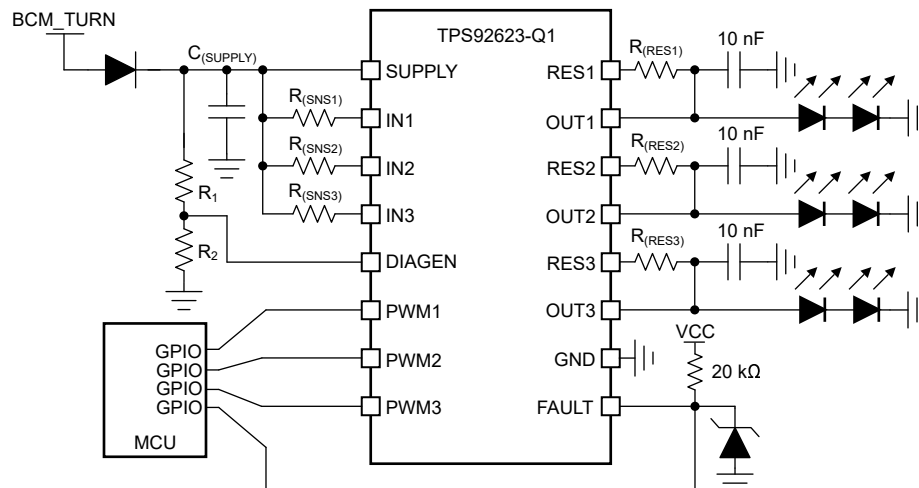 BCM_TURN
C(SUPPLY)
TPS92623-Q1
SUPPLY
RES1
R(RES1)
10 nF
R(SNS1)
IN1
OUT1
10 nF
R(SNS2)
IN2
RES2
R(RES2)
R1
R(SNS3)
IN3
OUT2
10 nF
R2
DIAGEN
RES3
R(RES3)
PWM1
OUT3
VCC
GPIO
GPIO
GPIO
GPIO
MCU
PWM2
GND
20 kΩ
PWM3
FAULT